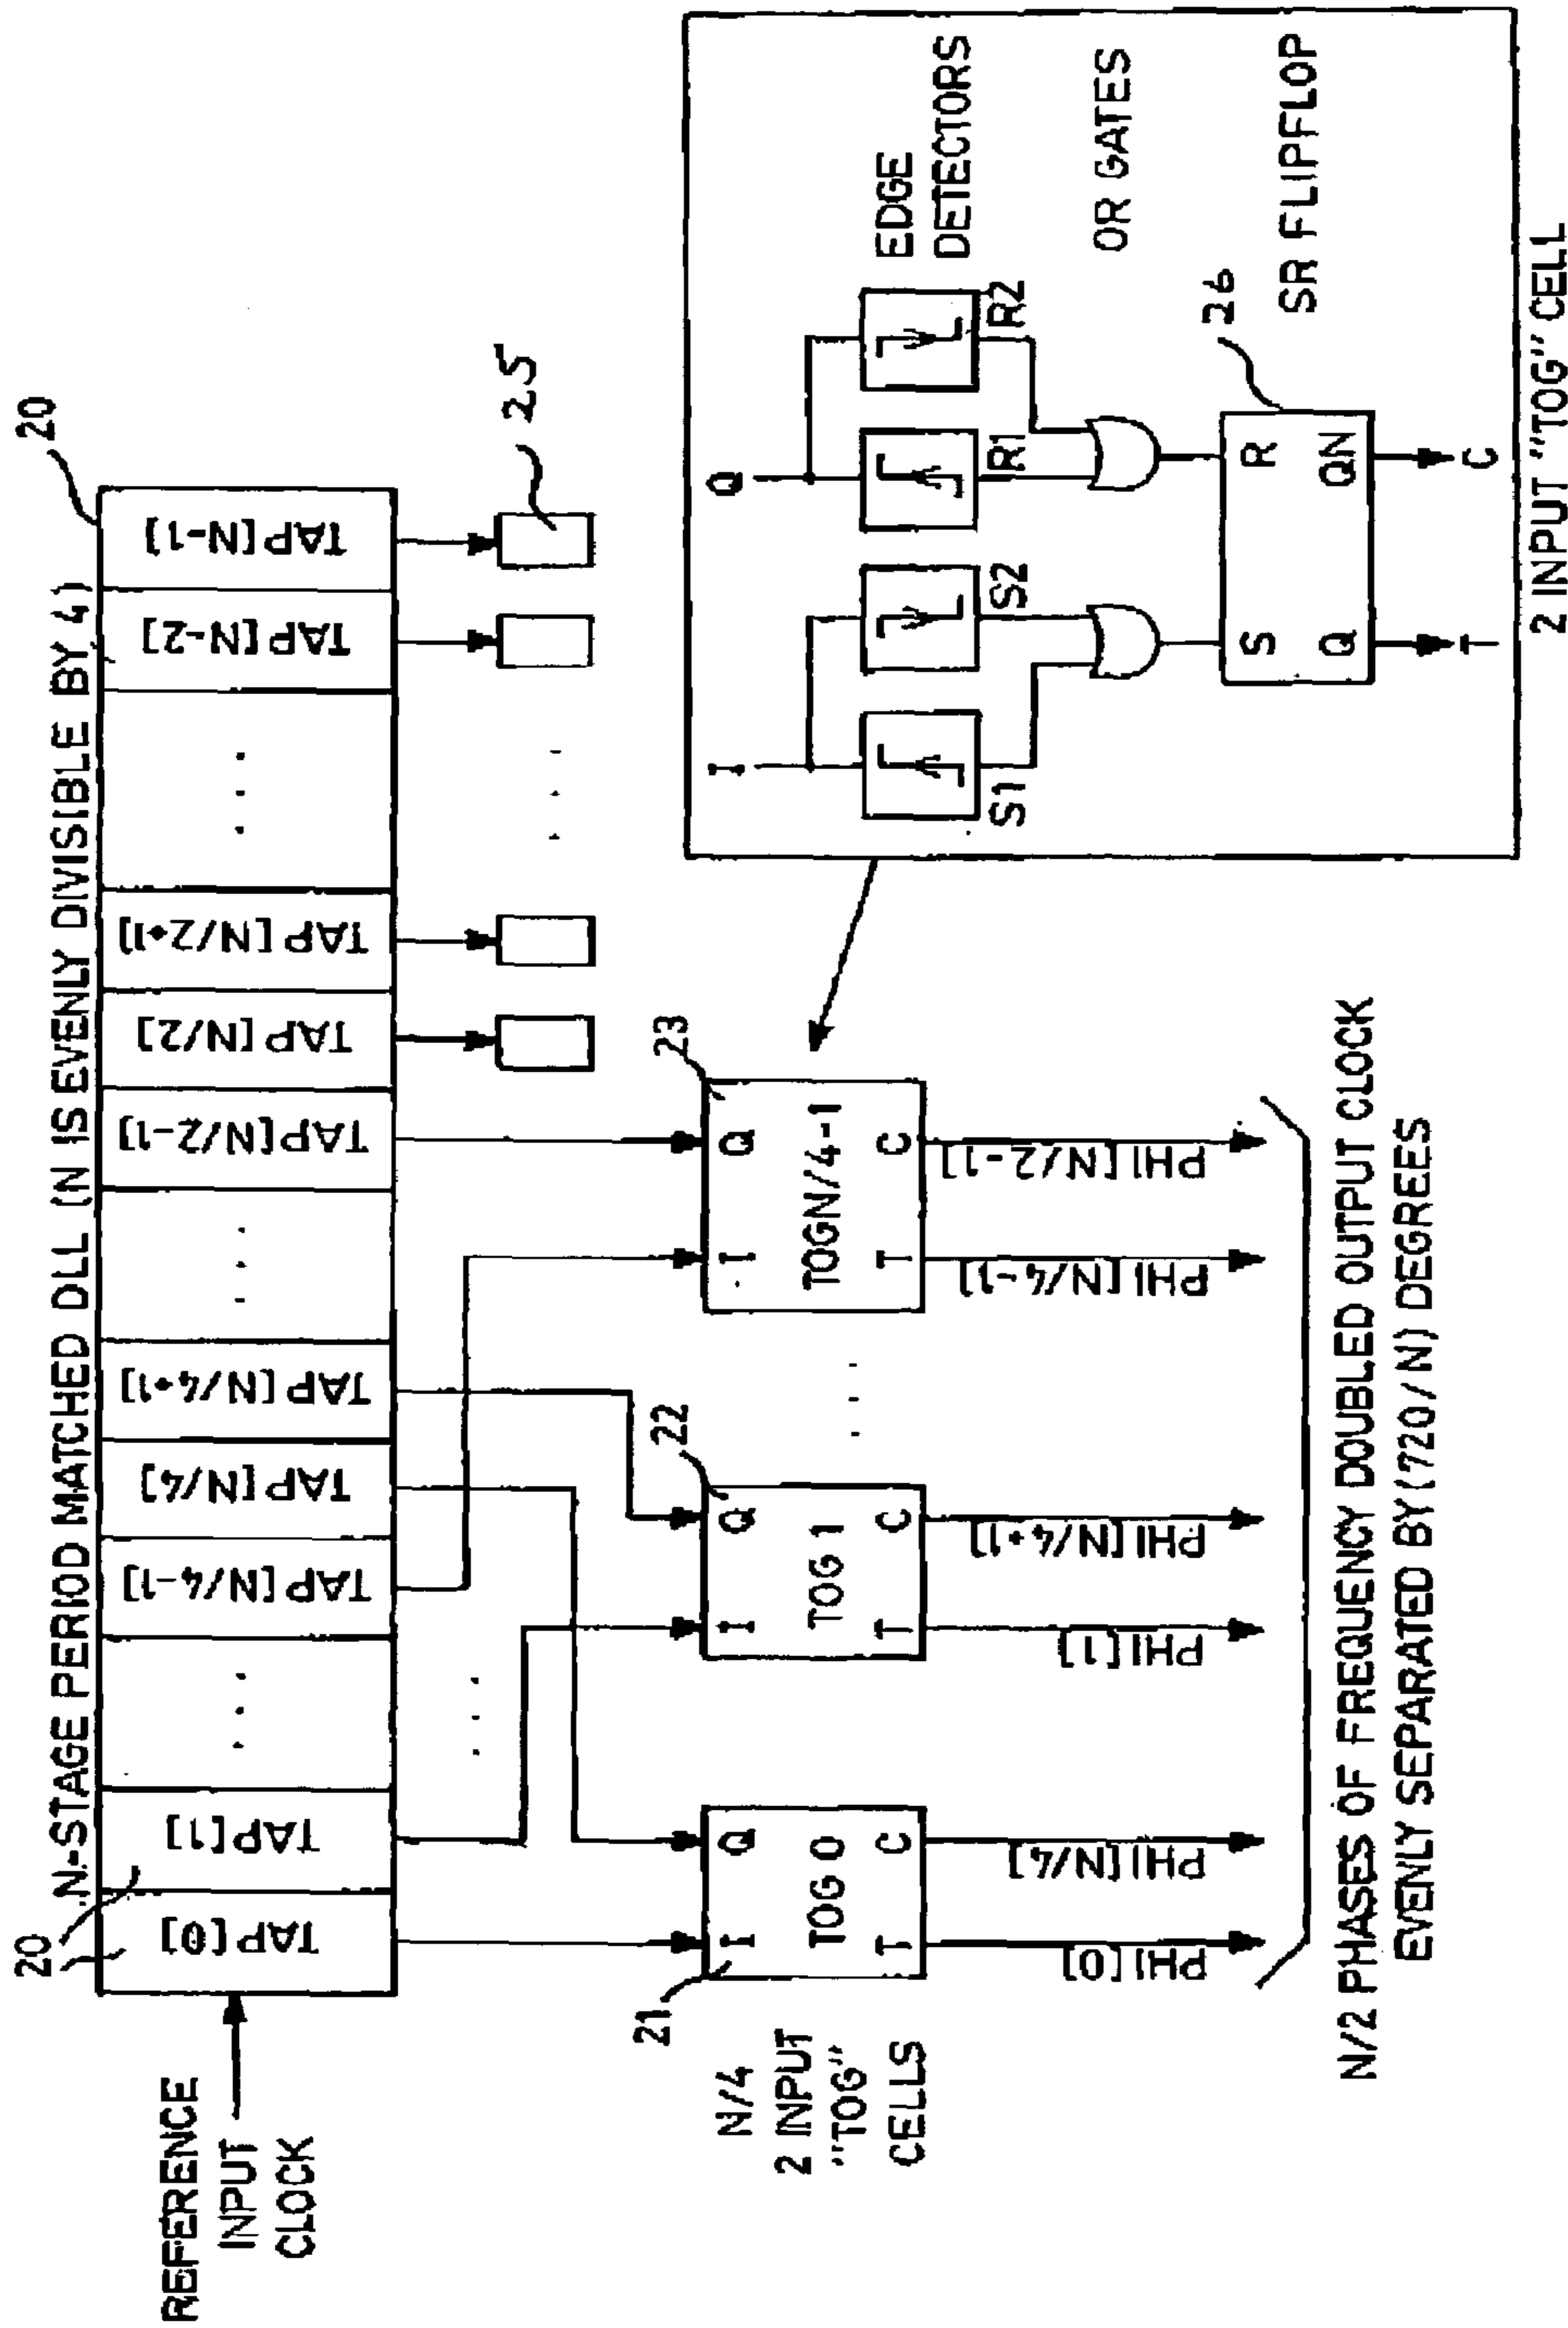 N-STAGE PERIOD MATCHED DLL (N IS EVENLY DIVISIBLE BY 4)
20
20
REFERENCE
INPUT
CLOCK
TAP[0]
TAP[1]
. . .
TAP[N/4-1]
TAP[N/4]
TAP[N/4+1]
. . .
TAP[N/2-1]
TAP[N/2]
TAP[N/2+1]
. . .
TAP[N-2]
TAP[N-1]
. . .
. . .
25
N/4
2 INPUT
"TOG"
CELLS
21
I Q
TOG 0
T C
22
I Q
TOG 1
T C
. . .
23
I Q
TOGN/4-1
T C
PHI[0]
PHI[N/4]
PHI[1]
PHI[N/4+1]
PHI[N/4-1]
PHI[N/2-1]
N/2 PHASES OF FREQUENCY DOUBLED OUTPUT CLOCK
EVENLY SEPARATED BY (720/N) DEGREES
I Q
EDGE
DETECTORS
S1 S2 R1 R2
OR GATES
26
S R
Q QN
SR FLIPFLOP
T C
2 INPUT "TOG" CELL